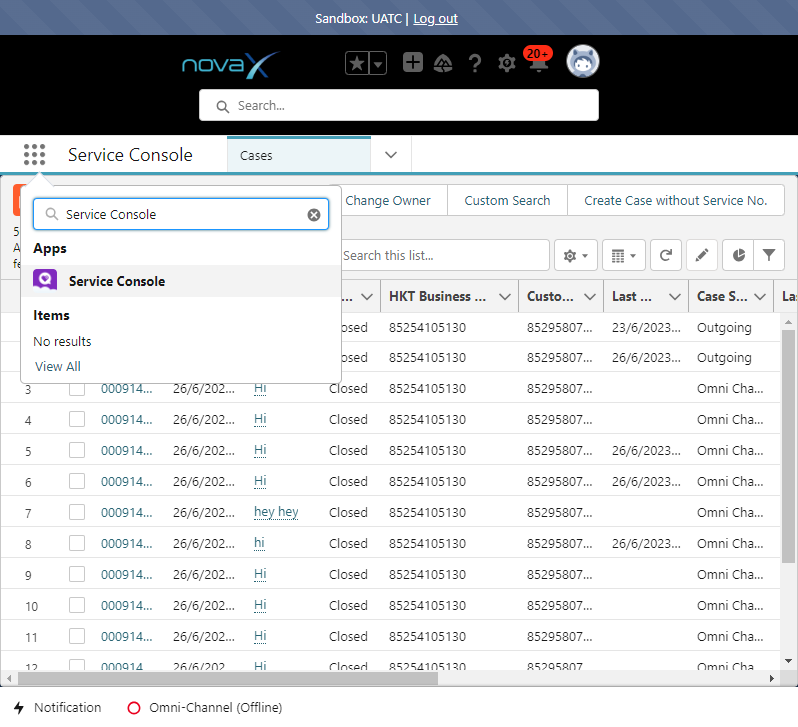 Sandbox: UATC | Log out
novax
20+
Search...
Service Console
Cases
Service Console
Change Owner
Custom Search
Create Case without Service No.
5
A
fe
Search this list...
Apps
Service Console
Items
No results
View All
... HKT Business ... Custo... Last ... Case S... La
osed 85254105130 85295807... 23/6/2023... Outgoing
osed 85254105130 85295807... 26/6/2023... Outgoing
3 000914... 26/6/202... Hi Closed 85254105130 85295807... Omni Cha...
4 000914... 26/6/202... Hi Closed 85254105130 85295807... Omni Cha...
5 000914... 26/6/202... Hi Closed 85254105130 85295807... 26/6/2023... Omni Cha...
6 000914... 26/6/202... Hi Closed 85254105130 85295807... 26/6/2023... Omni Cha...
7 000914... 26/6/202... hey hey Closed 85254105130 85295807... Omni Cha...
8 000914... 26/6/202... hi Closed 85254105130 85295807... 26/6/2023... Omni Cha...
9 000914... 26/6/202... Hi Closed 85254105130 85295807... Omni Cha...
10 000914... 26/6/202... Hi Closed 85254105130 85295807... Omni Cha...
11 000914... 26/6/202... Hi Closed 85254105130 85295807... Omni Cha...
12 000914... 26/6/202... Hi Closed 85254105130 85295807... Omni Cha...
Notification
Omni-Channel (Offline)